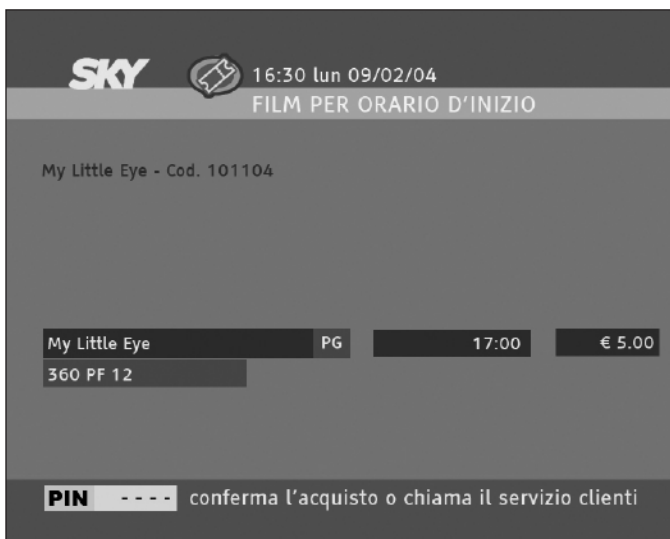 SKY
16:30 lun 09/02/04
FILM PER ORARIO D'INIZIO
My Little Eye - Cod. 101104
My Little Eye PG 17:00 € 5.00
360 PF 12
PIN - - - - conferma l'acquisto o chiama il servizio clienti